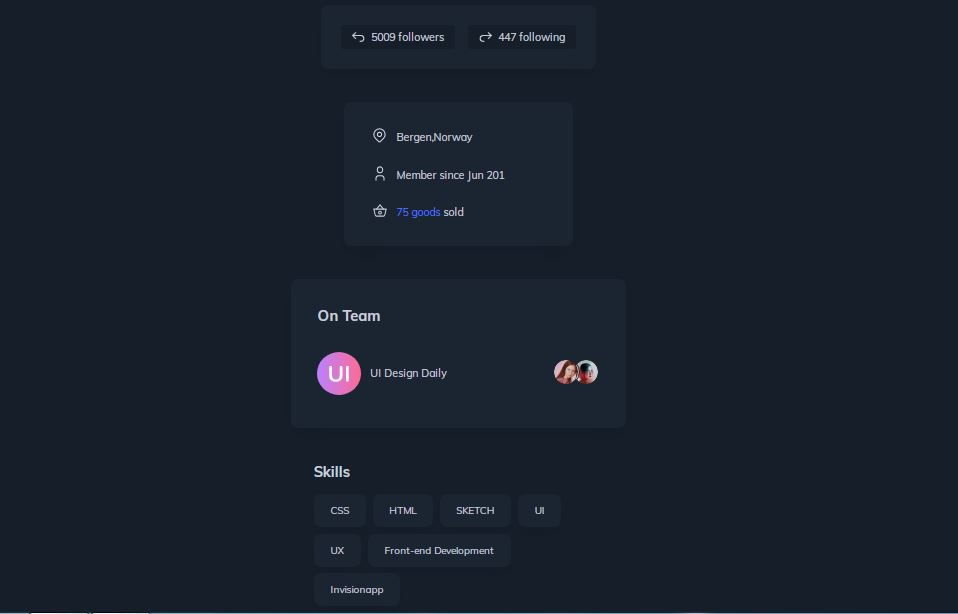 5009 followers 447 following
Bergen,Norway
Member since Jun 201
75 goods sold
On Team
UI UI Design Daily
Skills
CSS HTML SKETCH UI
UX Front-end Development
Invisionapp